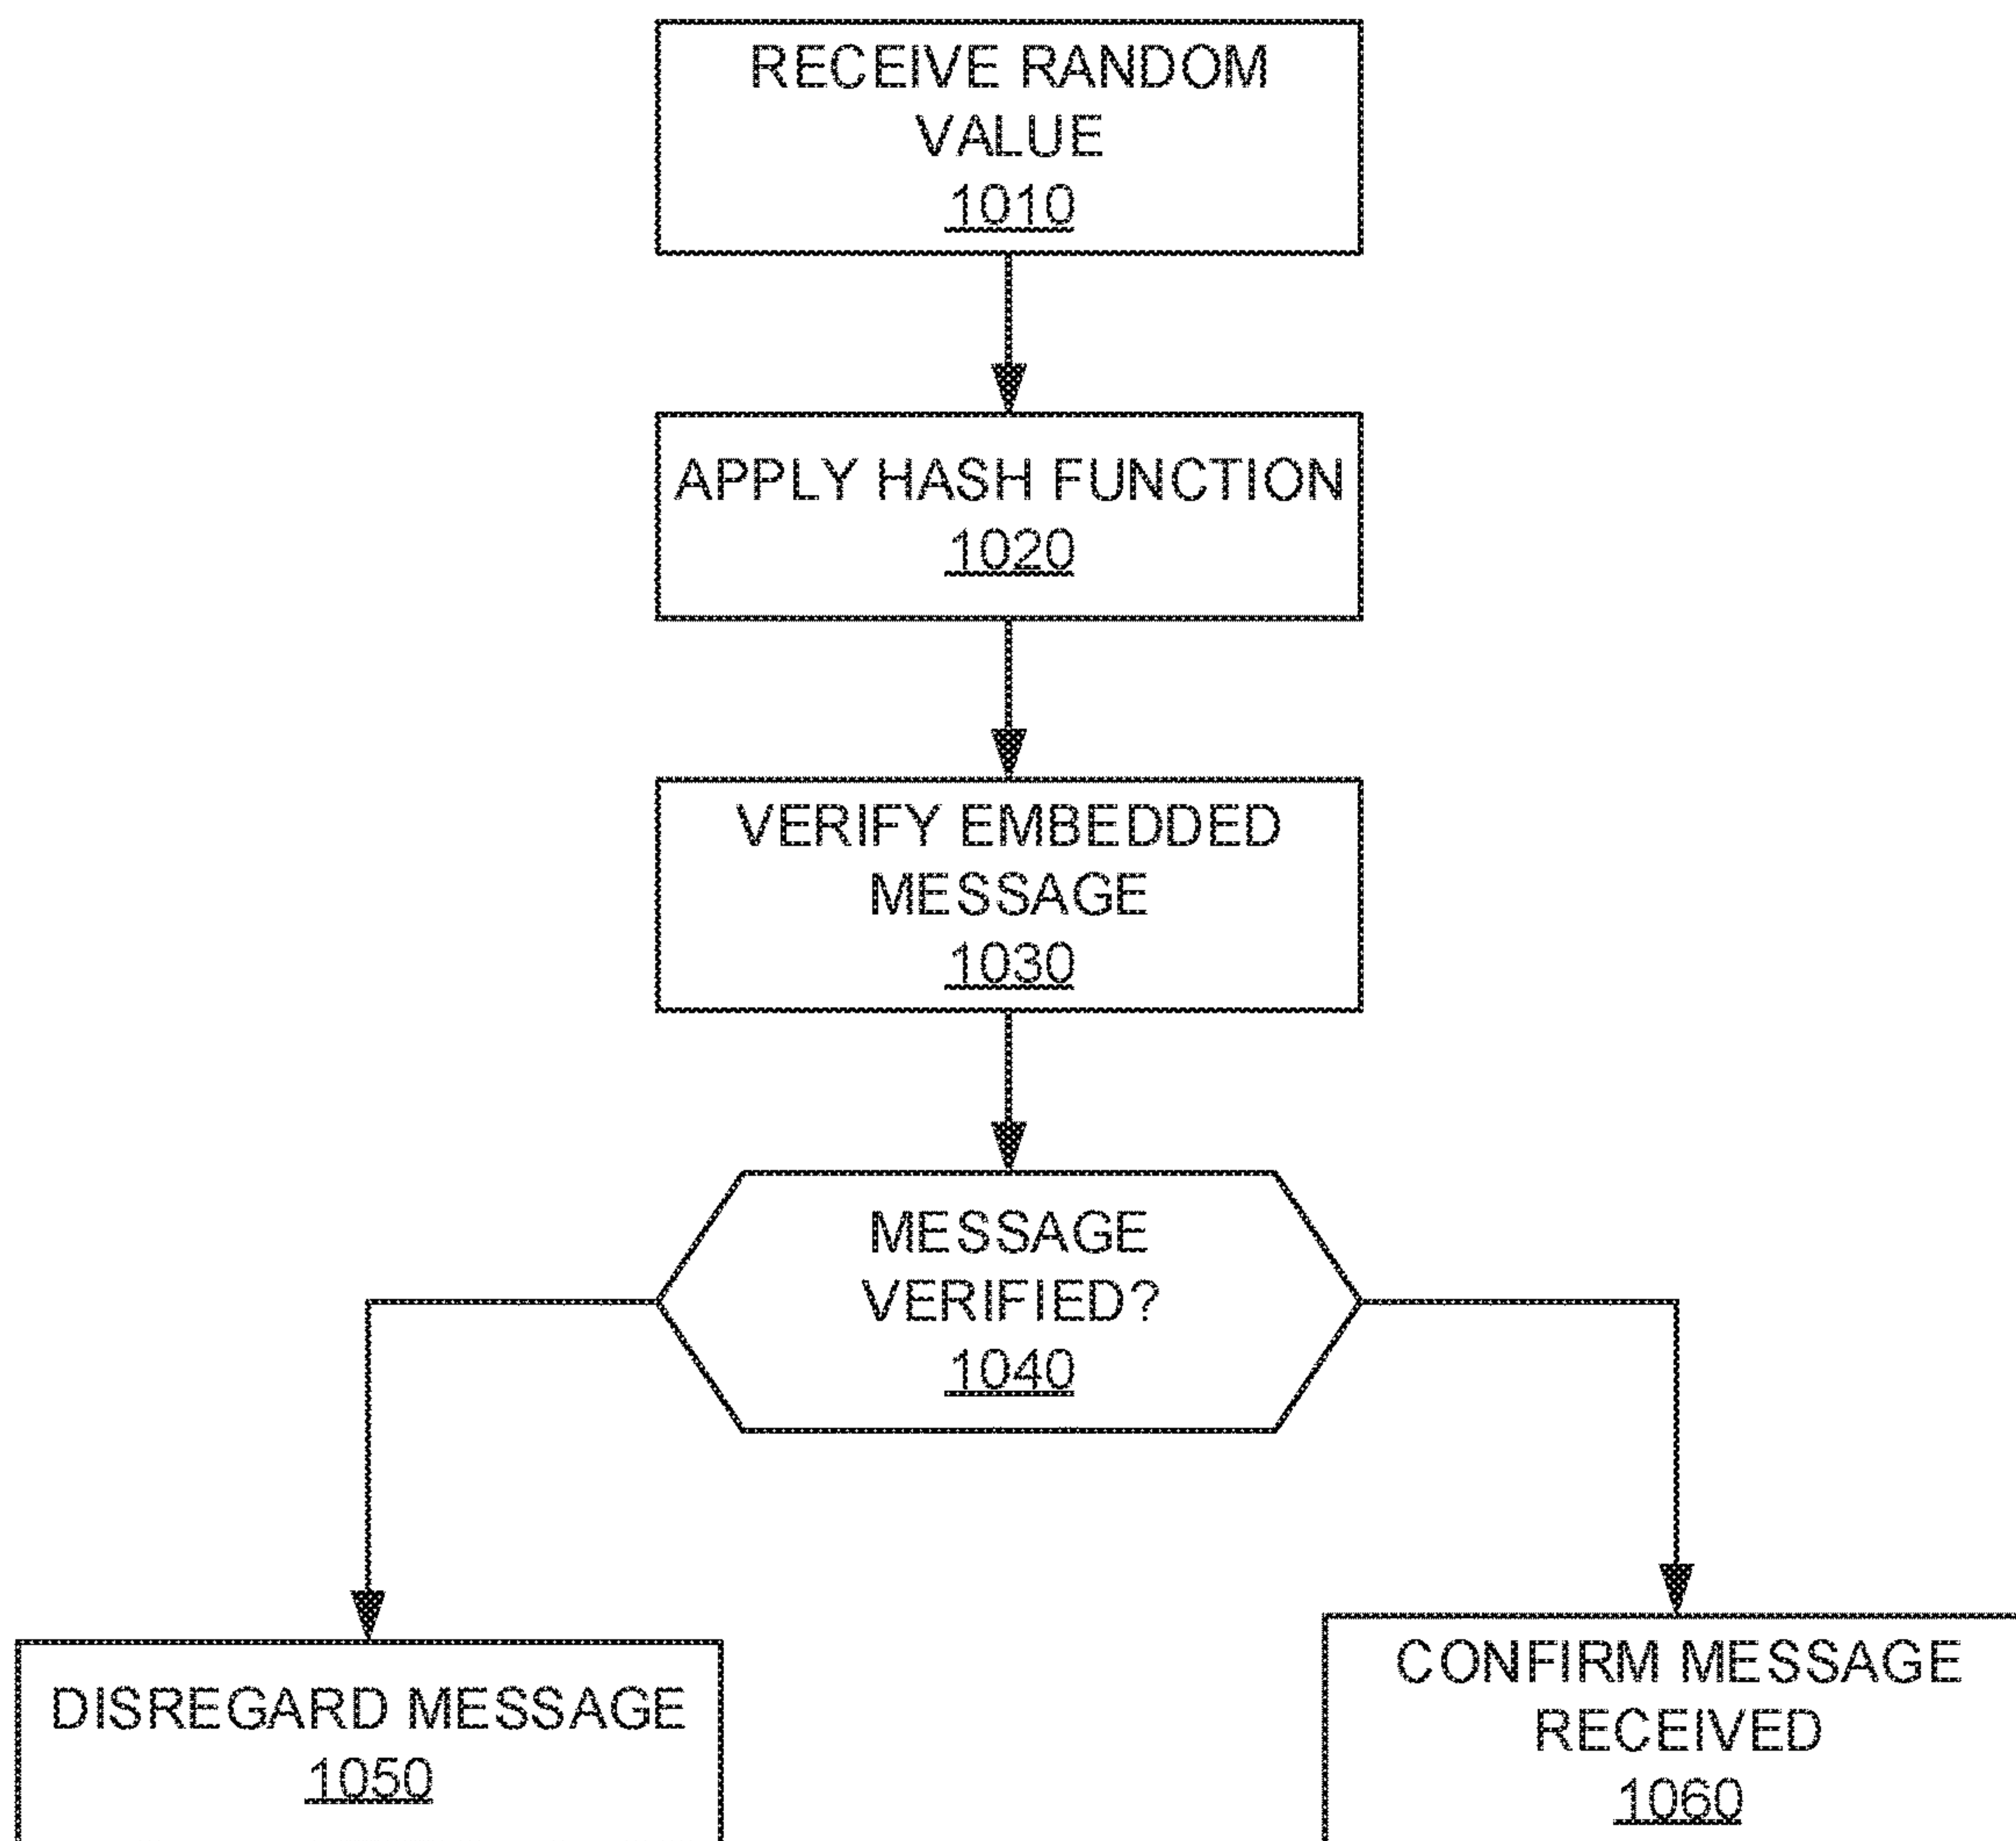 RECEIVE RANDOM
VALUE
1010
APPLY HASH FUNCTION
1020
VERIFY EMBEDDED
MESSAGE
1030
MESSAGE
VERIFIED?
1040
DISREGARD MESSAGE
1050
CONFIRM MESSAGE
RECEIVED
1060